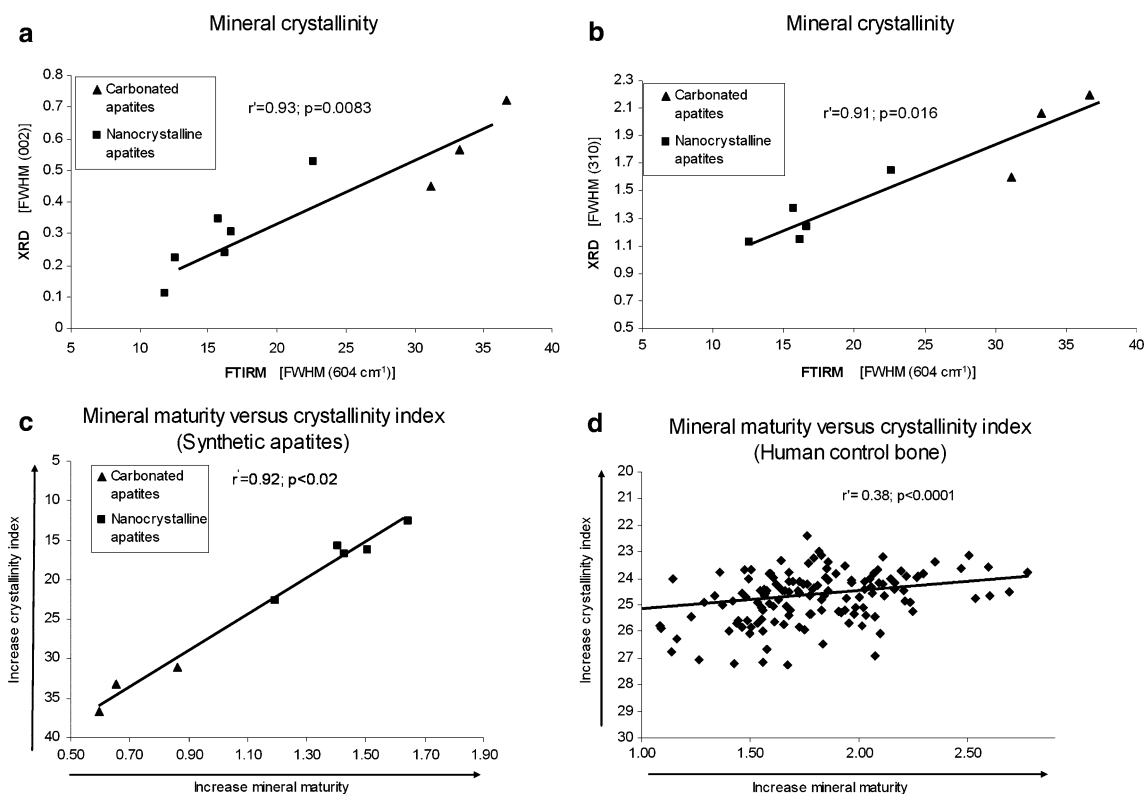 a
Mineral crystallinity
0.8
0.7
0.6
0.5
0.4
0.3
0.2
0.1
0
XRD [FWHM (002)]
Carbonated
apatites
Nanocrystalline
apatites
r'=0.93; p=0.0083
5 10 15 20 25 30 35 40
FTIRM [FWHM (604 cm⁻¹)]
b
Mineral crystallinity
2.3
2.1
1.9
1.7
1.5
1.3
1.1
0.9
0.7
0.5
XRD [FWHM (310)]
Carbonated
apatites
Nanocrystalline
apatites
r'=0.91; p=0.016
5 10 15 20 25 30 35 40
FTIRM [FWHM (604 cm⁻¹)]
c
Mineral maturity versus crystallinity index
(Synthetic apatites)
Increase crystallinity index
5
10
15
20
25
30
35
40
Carbonated
apatites
Nanocrystalline
apatites
r'=0.92; p<0.02
0.50 0.70 0.90 1.10 1.30 1.50 1.70 1.90
Increase mineral maturity
d
Mineral maturity versus crystallinity index
(Human control bone)
Increase crystallinity index
20
21
22
23
24
25
26
27
28
29
30
r'= 0.38; p<0.0001
1.00 1.50 2.00 2.50
Increase mineral maturity